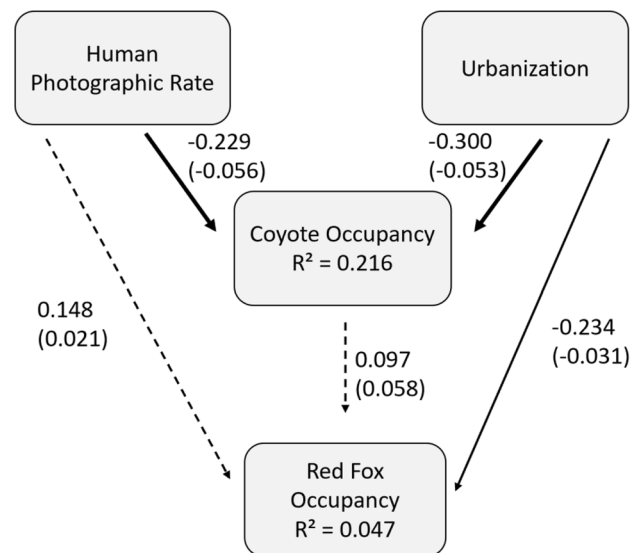 Human
Photographic Rate
Urbanization
-0.229
(-0.056)
-0.300
(-0.053)
Coyote Occupancy
R² = 0.216
0.148
(0.021)
-0.234
(-0.031)
0.097
(0.058)
Red Fox
Occupancy
R² = 0.047